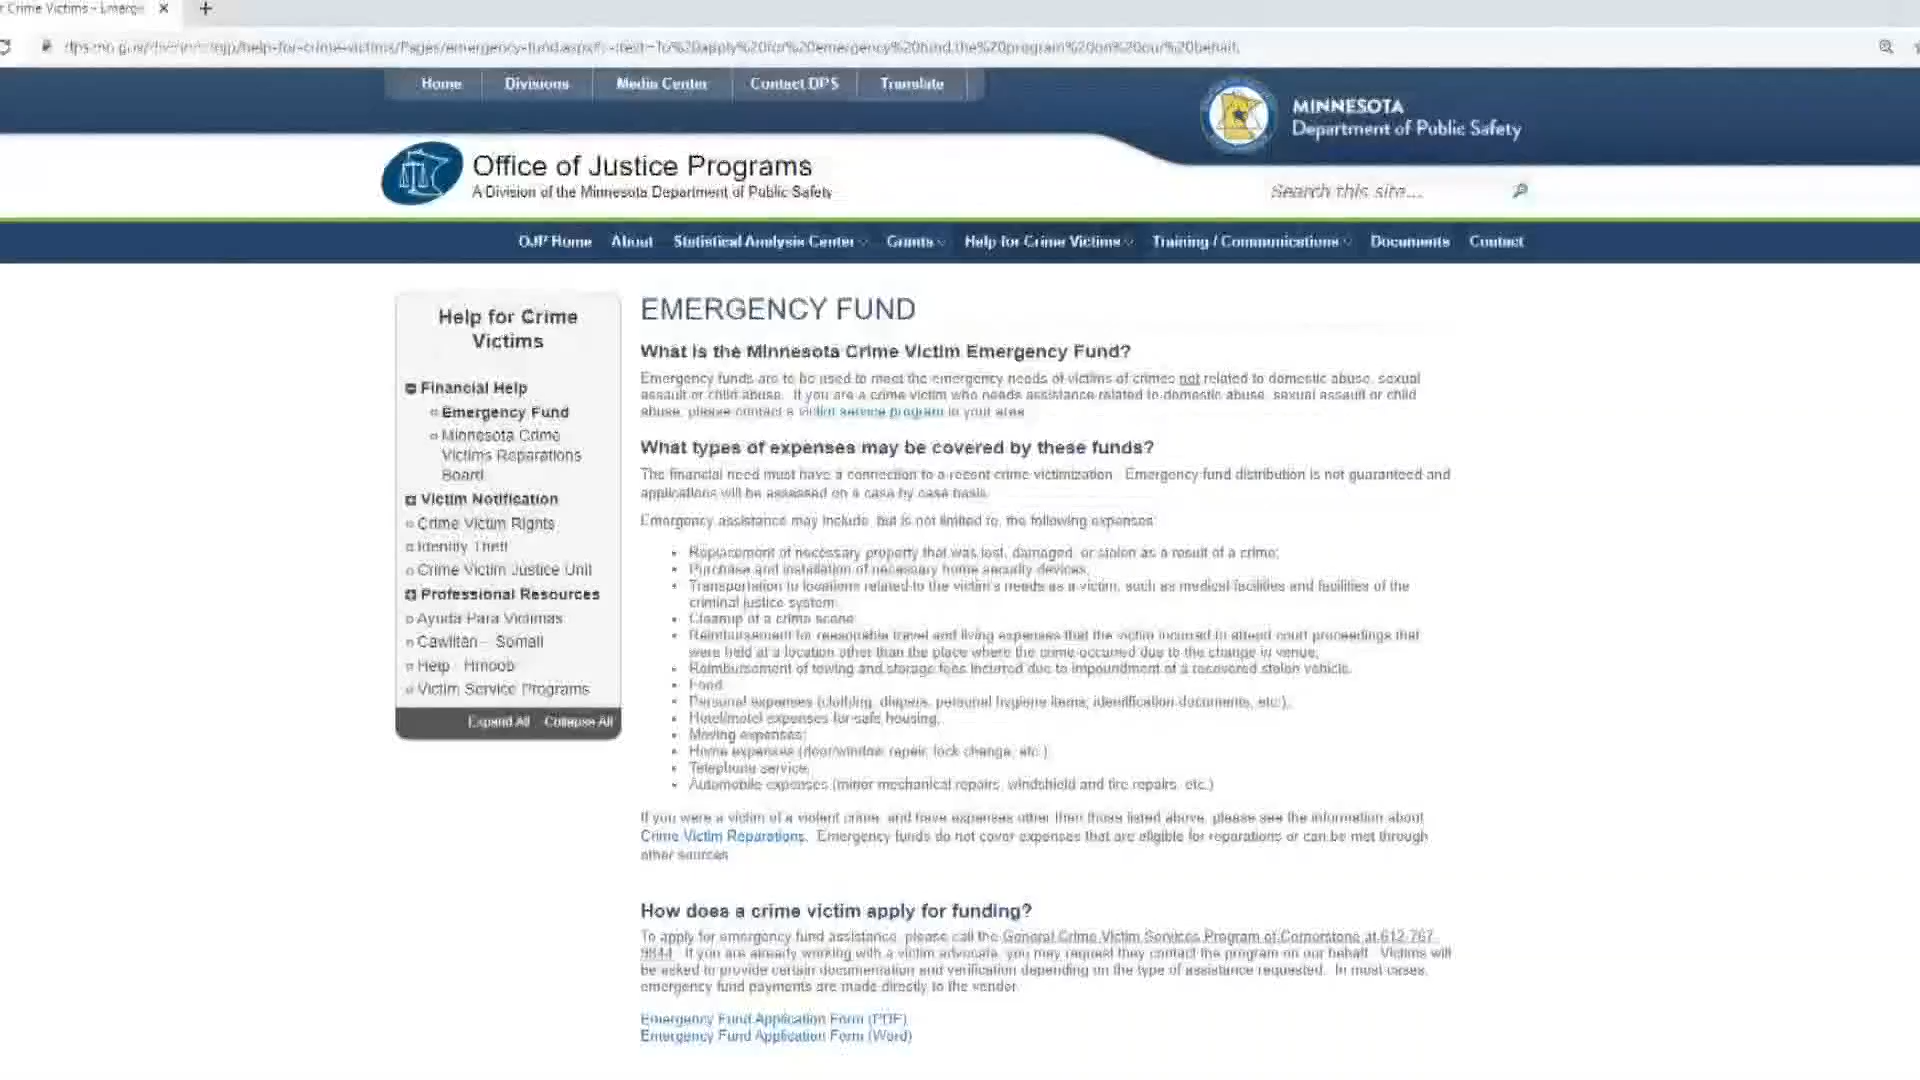 r Crime Victims - Emerge
Home
Divisions
Media Center
Contact DPS
Translate
MINNESOTA
Department of Public Safety
Office of Justice Programs
A Division of the Minnesota Department of Public Safety
Search this site...
OJP Home
About
Statistical Analysis Center
Grants
Help for Crime Victims
Training / Communications
Documents
Contact
Help for Crime
Victims
Financial Help
Emergency Fund
Minnesota Crime
Victims Reparations
Board
Victim Notification
Crime Victim Rights
Identity Theft
Crime Victim Justice Unit
Professional Resources
Ayuda Para Victimas
Cawiltan - Somali
Help - Hmoob
Victim Service Programs
Expand All Collapse All
EMERGENCY FUND
What is the Minnesota Crime Victim Emergency Fund?
Emergency funds are to be used to meet the emergency needs of victims of crimes not related to domestic abuse, sexual
assault or child abuse. If you are a crime victim who needs assistance related to domestic abuse, sexual assault or child
abuse, please contact a victim service program in your area.
What types of expenses may be covered by these funds?
The financial need must have a connection to a recent crime victimization. Emergency fund distribution is not guaranteed and
applications will be assessed on a case by case basis.
Emergency assistance may include, but is not limited to, the following expenses:
Replacement of necessary property that was lost, damaged, or stolen as a result of a crime;
Purchase and installation of necessary home security devices;
Transportation to locations related to the victim's needs as a victim, such as medical facilities and facilities of the
criminal justice system;
Cleanup of a crime scene
Reimbursement for reasonable travel and living expenses that the victim incurred to attend court proceedings that
were held at a location other than the place where the crime occurred due to the change in venue;
Reimbursement of towing and storage fees incurred due to impoundment of a recovered stolen vehicle.
Food
Personal expenses (clothing, diapers, personal hygiene items, identification documents, etc.);
Hotel/motel expenses for safe housing;
Moving expenses;
Home expenses (door/window repair, lock change, etc.)
Telephone service;
Automobile expenses (minor mechanical repairs, windshield and tire repairs, etc.)
If you were a victim of a violent crime, and have expenses other than those listed above, please see the information about
Crime Victim Reparations. Emergency funds do not cover expenses that are eligible for reparations or can be met through
other sources.
How does a crime victim apply for funding?
To apply for emergency fund assistance, please call the General Crime Victim Services Program of Cornerstone at 612-767-
9844. If you are already working with a victim advocate, you may request they contact the program on our behalf. Victims will
be asked to provide certain documentation and verification depending on the type of assistance requested. In most cases,
emergency fund payments are made directly to the vendor.
Emergency Fund Application Form (PDF)
Emergency Fund Application Form (Word)